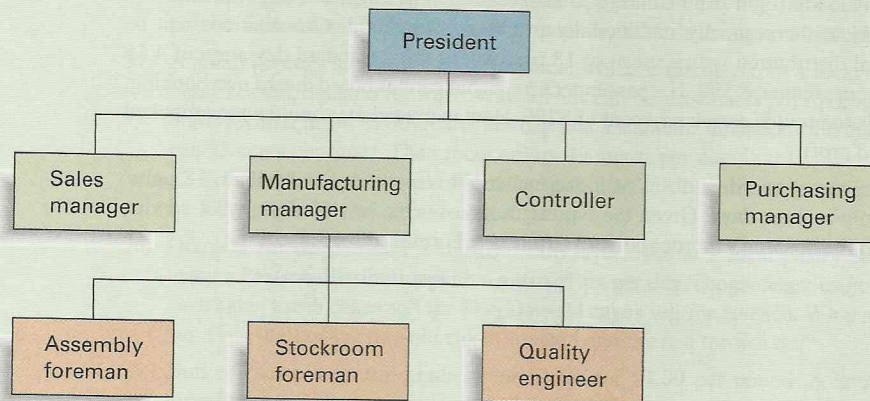 President
Sales
manager
Manufacturing
manager
Controller
Purchasing
manager
Assembly
foreman
Stockroom
foreman
Quality
engineer